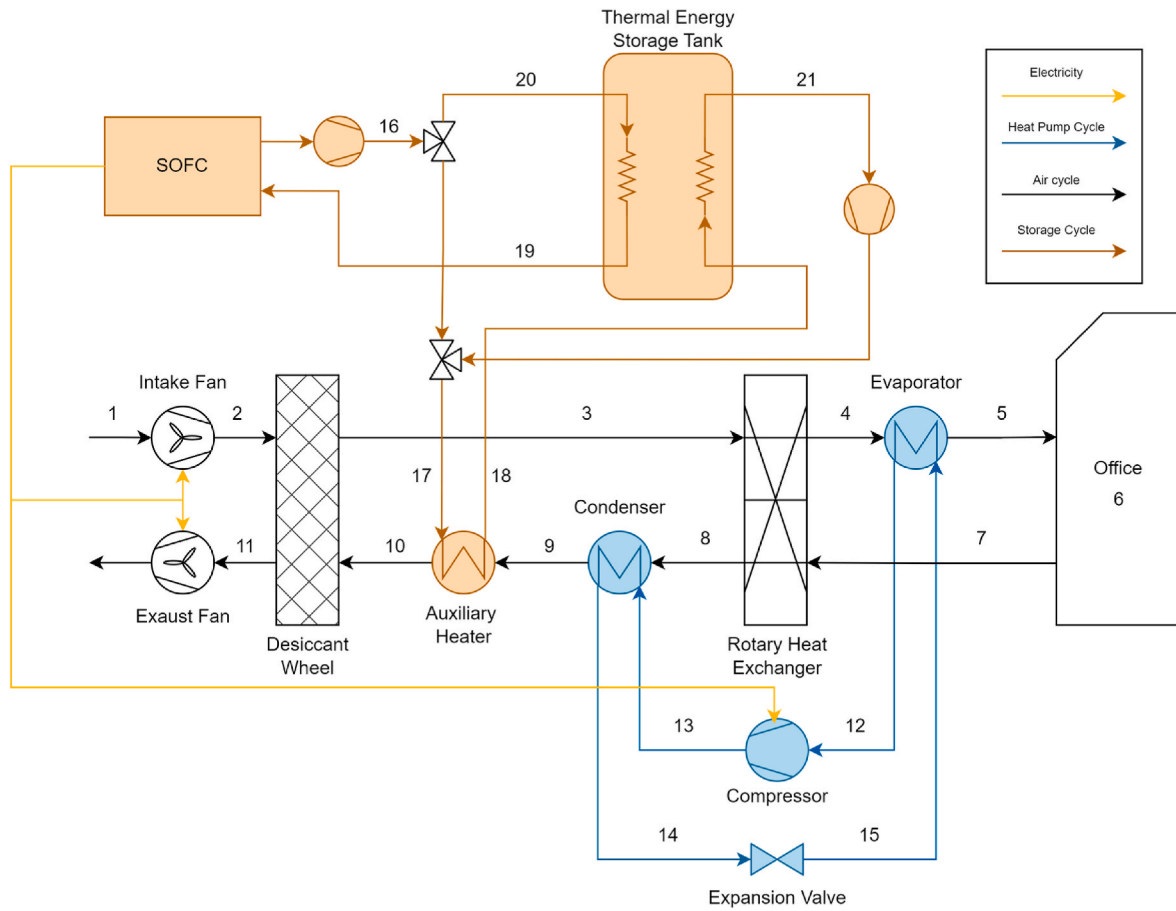 Thermal Energy
Storage Tank
20
21
Electricity
16
Heat Pump Cycle
SOFC
Air cycle
Storage Cycle
19
Intake Fan
Evaporator
1
2
3
4
5
Office
6
17
18
Condenser
11
10
9
8
7
Exaust Fan
Auxiliary
Heater
Desiccant
Wheel
Rotary Heat
Exchanger
13
12
Compressor
14
15
Expansion Valve